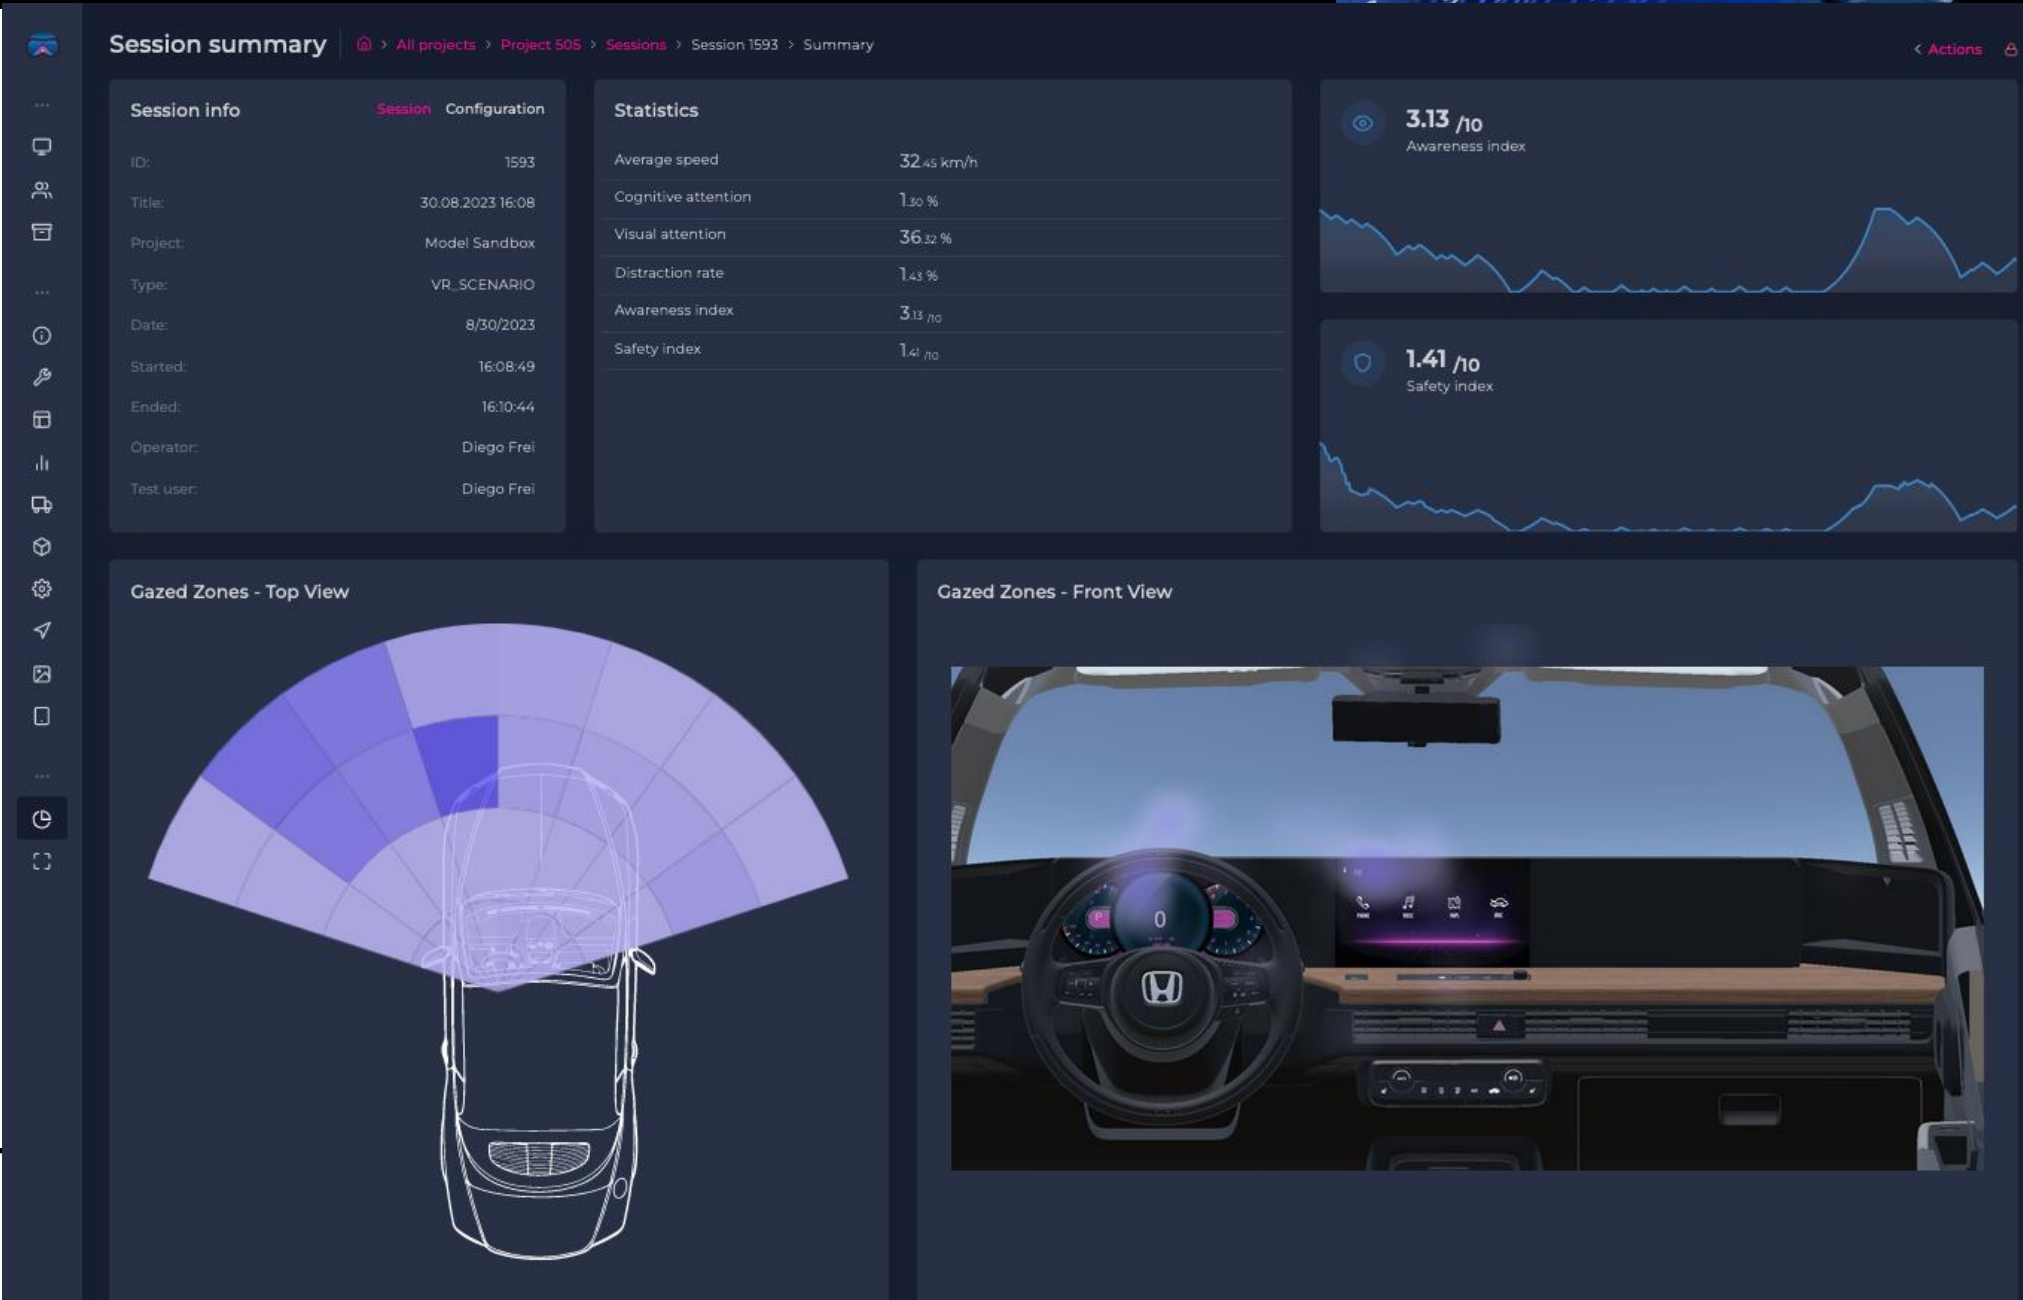 Session summary > All projects > Project 505 > Sessions > Session 1593 > Summary
< Actions
Session info Session Configuration
ID: 1593
Title: 30.08.2023 16:08
Project: Model Sandbox
Type: VR_SCENARIO
Date: 8/30/2023
Started: 16:08:49
Ended: 16:10:44
Operator: Diego Frei
Test user: Diego Frei
Statistics
Average speed 32.45 km/h
Cognitive attention 1.30 %
Visual attention 36.32 %
Distraction rate 1.43 %
Awareness index 3.13 /10
Safety index 1.41 /10
3.13 /10
Awareness index
1.41 /10
Safety index
Gazed Zones - Top View
Gazed Zones - Front View
P 0